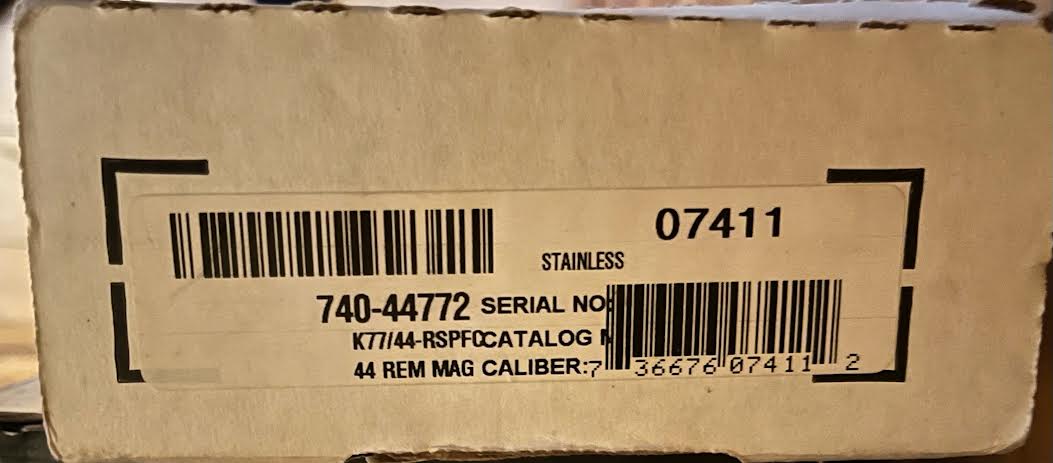 07411
STAINLESS
740-44772 SERIAL NO:
K77/44-RSPFC CATALOG N
44 REM MAG CALIBER:
7 36676 07411 2